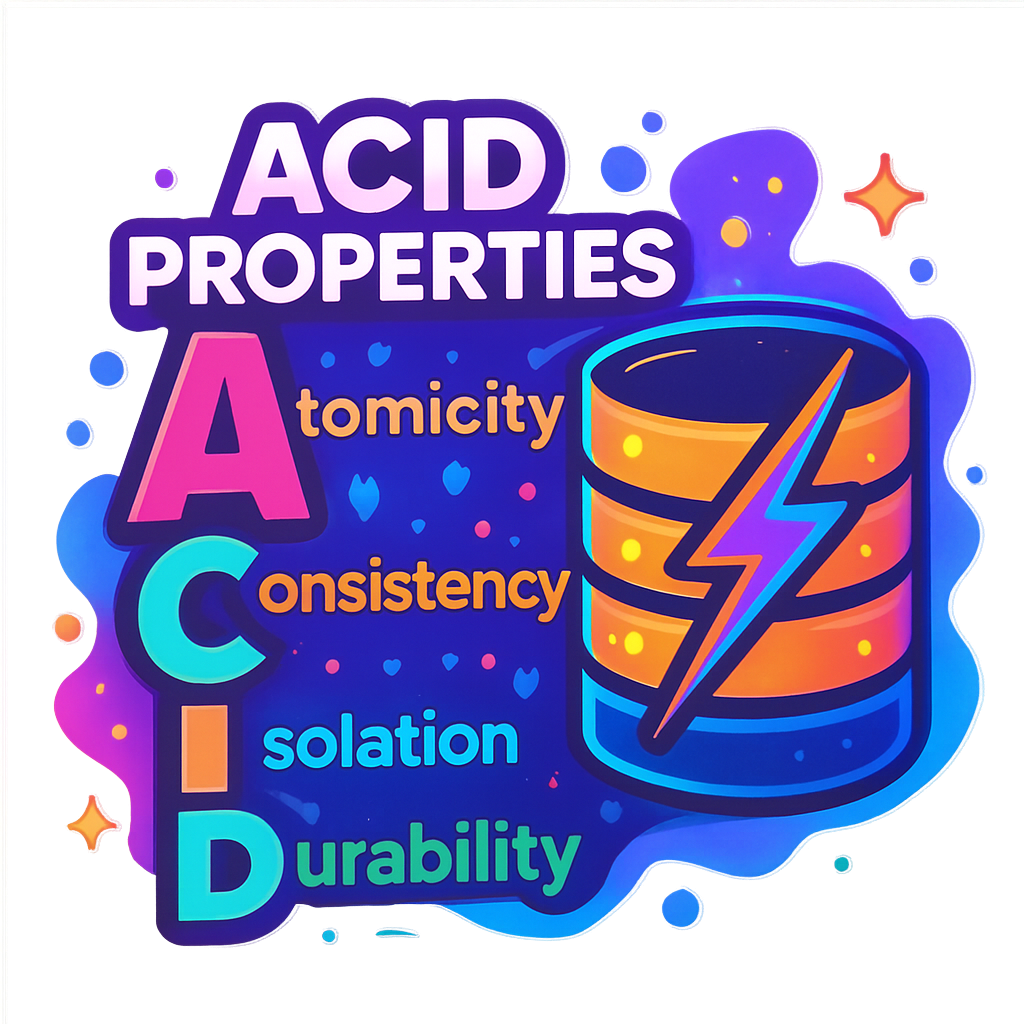 ACID
PROPERTIES
Atomicity
Consistency
Isolation
Durability